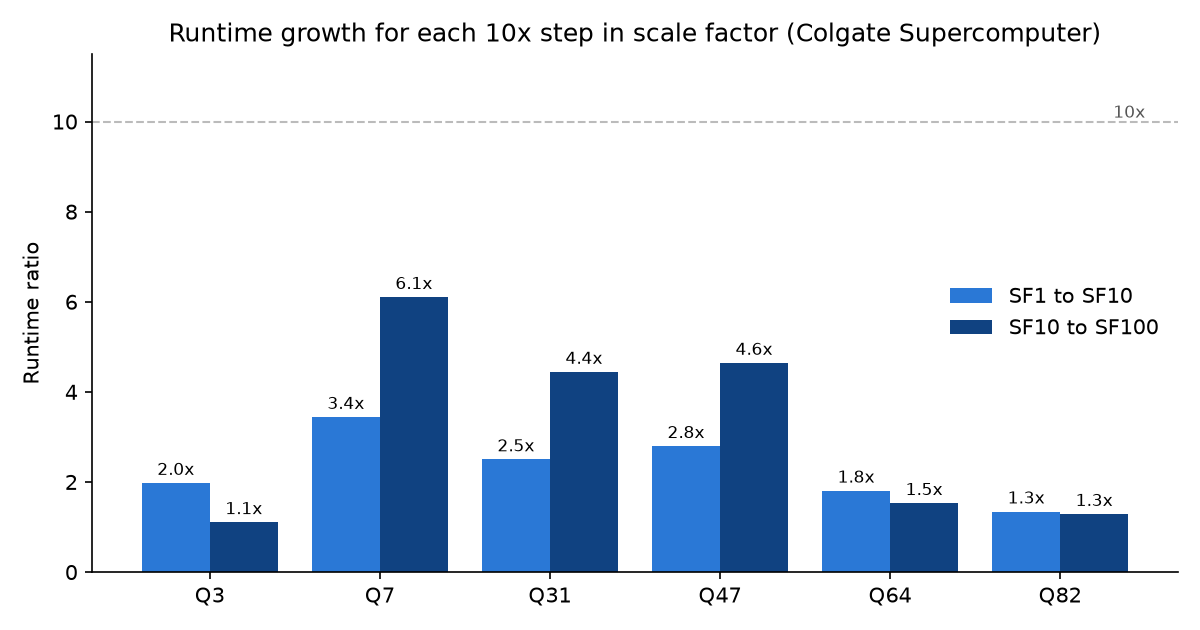 Runtime growth for each 10x step in scale factor (Colgate Supercomputer)
Runtime ratio
10
8
6
4
2
0
10x
2.0x
1.1x
3.4x
6.1x
2.5x
4.4x
2.8x
4.6x
1.8x
1.5x
1.3x
1.3x
SF1 to SF10
SF10 to SF100
Q3
Q7
Q31
Q47
Q64
Q82